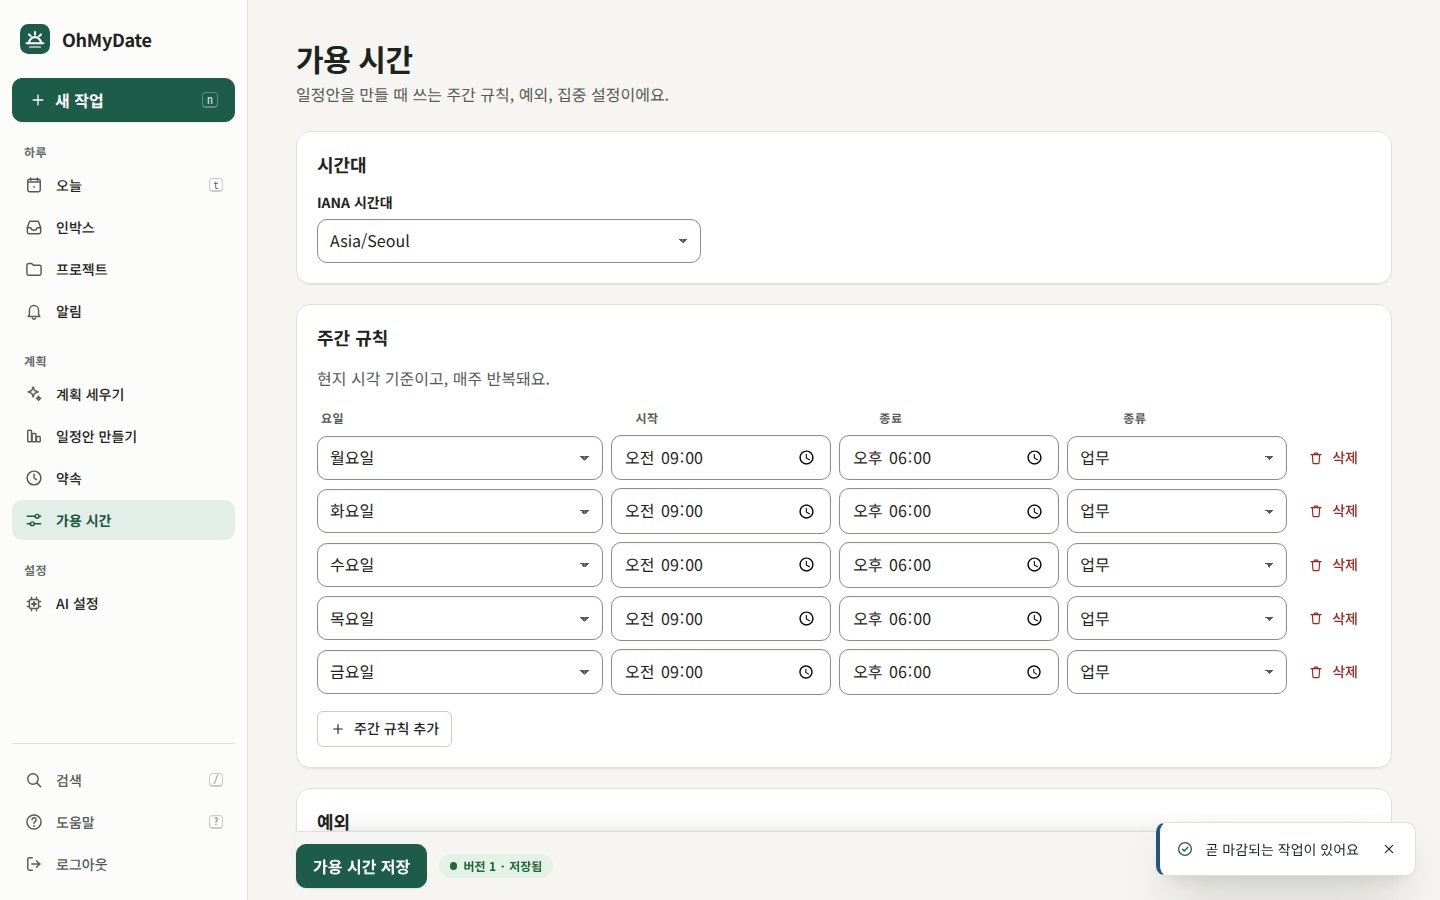 OhMyDate
새 작업
n
하루
오늘
t
인박스
프로젝트
알림
계획
계획 세우기
일정안 만들기
약속
가용 시간
설정
AI 설정
검색
/
도움말
?
로그아웃
가용 시간
일정안을 만들 때 쓰는 주간 규칙, 예외, 집중 설정이에요.
시간대
IANA 시간대
Asia/Seoul
주간 규칙
현지 시각 기준이고, 매주 반복돼요.
요일 시작 종료 종류
월요일 오전 09:00 오후 06:00 업무 삭제
화요일 오전 09:00 오후 06:00 업무 삭제
수요일 오전 09:00 오후 06:00 업무 삭제
목요일 오전 09:00 오후 06:00 업무 삭제
금요일 오전 09:00 오후 06:00 업무 삭제
주간 규칙 추가
예외
가용 시간 저장
버전 1 · 저장됨
곧 마감되는 작업이 있어요